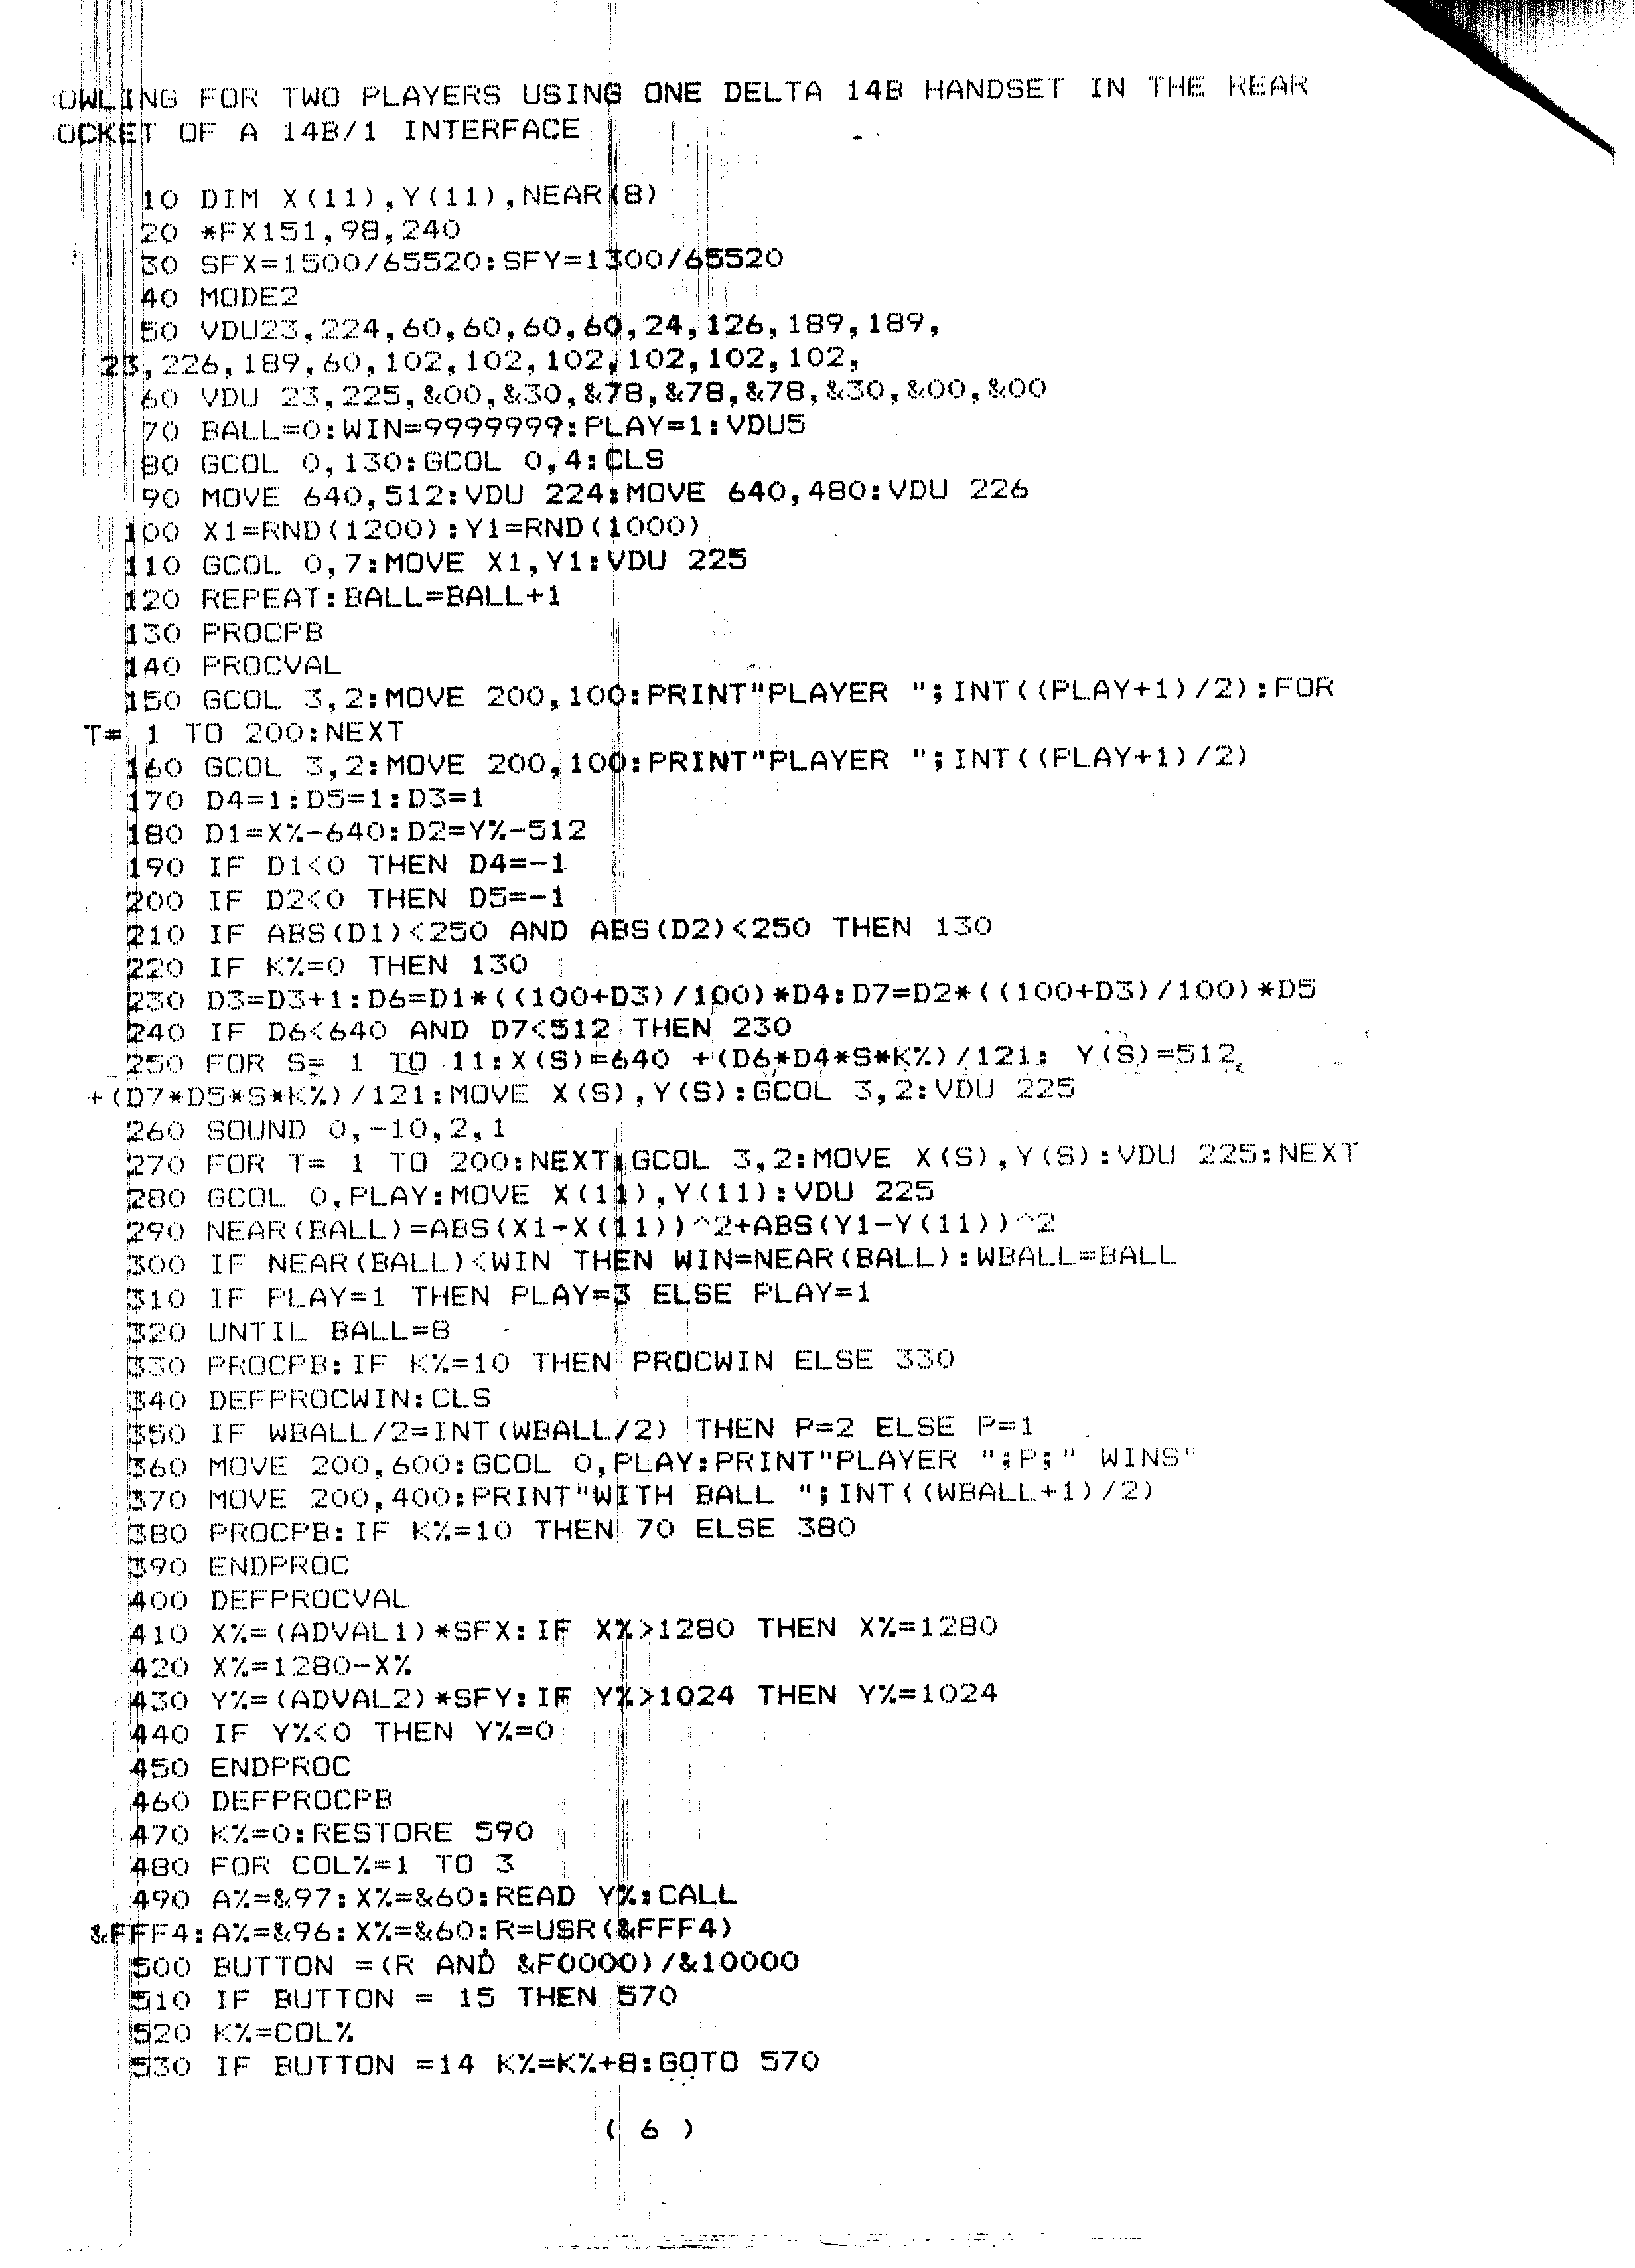 OWLING FOR TWO PLAYERS USING ONE DELTA 14B HANDSET IN THE REAR
OCKET OF A 14B/1 INTERFACE
10 DIM X(11),Y(11),NEAR(8)
20 *FX151,98,240
30 SFX=1500/65520:SFY=1300/65520
40 MODE2
50 VDU23,224,60,60,60,60,24,126,189,189,
23,226,189,60,102,102,102,102,102,102,
60 VDU 23,225,&00,&30,&78,&78,&78,&30,&00,&00
70 BALL=0:WIN=9999999:PLAY=1:VDU5
80 GCOL 0,130:GCOL 0,4:CLS
90 MOVE 640,512:VDU 224:MOVE 640,480:VDU 226
100 X1=RND(1200):Y1=RND(1000)
110 GCOL 0,7:MOVE X1,Y1:VDU 225
120 REPEAT:BALL=BALL+1
130 PROCPB
140 PROCVAL
150 GCOL 3,2:MOVE 200,100:PRINT"PLAYER ";INT((PLAY+1)/2):FOR
T= 1 TO 200:NEXT
160 GCOL 3,2:MOVE 200,100:PRINT"PLAYER ";INT((PLAY+1)/2)
170 D4=1:D5=1:D3=1
180 D1=X%-640:D2=Y%-512
190 IF D1<0 THEN D4=-1
200 IF D2<0 THEN D5=-1
210 IF ABS(D1)<250 AND ABS(D2)<250 THEN 130
220 IF K%=0 THEN 130
230 D3=D3+1:D6=D1*((100+D3)/100)*D4:D7=D2*((100+D3)/100)*D5
240 IF D6<640 AND D7<512 THEN 230
250 FOR S= 1 TO 11:X(S)=640 +(D6*D4*S*K%)/121: Y(S)=512
+(D7*D5*S*K%)/121:MOVE X(S),Y(S):GCOL 3,2:VDU 225
260 SOUND 0,-10,2,1
270 FOR T= 1 TO 200:NEXT:GCOL 3,2:MOVE X(S),Y(S):VDU 225:NEXT
280 GCOL 0,PLAY:MOVE X(11),Y(11):VDU 225
290 NEAR(BALL)=ABS(X1-X(11))^2+ABS(Y1-Y(11))^2
300 IF NEAR(BALL)<WIN THEN WIN=NEAR(BALL):WBALL=BALL
310 IF PLAY=1 THEN PLAY=3 ELSE PLAY=1
320 UNTIL BALL=8
330 PROCPB:IF K%=10 THEN PROCWIN ELSE 330
340 DEFPROCWIN:CLS
350 IF WBALL/2=INT(WBALL/2) THEN P=2 ELSE P=1
360 MOVE 200,600:GCOL 0,PLAY:PRINT"PLAYER ";P;" WINS"
370 MOVE 200,400:PRINT"WITH BALL ";INT((WBALL+1)/2)
380 PROCPB:IF K%=10 THEN 70 ELSE 380
390 ENDPROC
400 DEFPROCVAL
410 X%=(ADVAL1)*SFX:IF X%>1280 THEN X%=1280
420 X%=1280-X%
430 Y%=(ADVAL2)*SFY:IF Y%>1024 THEN Y%=1024
440 IF Y%<0 THEN Y%=0
450 ENDPROC
460 DEFPROCPB
470 K%=0:RESTORE 590
480 FOR COL%=1 TO 3
490 A%=&97:X%=&60:READ Y%:CALL
&FFF4:A%=&96:X%=&60:R=USR(&FFF4)
500 BUTTON =(R AND &F0000)/&10000
510 IF BUTTON = 15 THEN 570
520 K%=COL%
530 IF BUTTON =14 K%=K%+8:GOTO 570
( 6 )